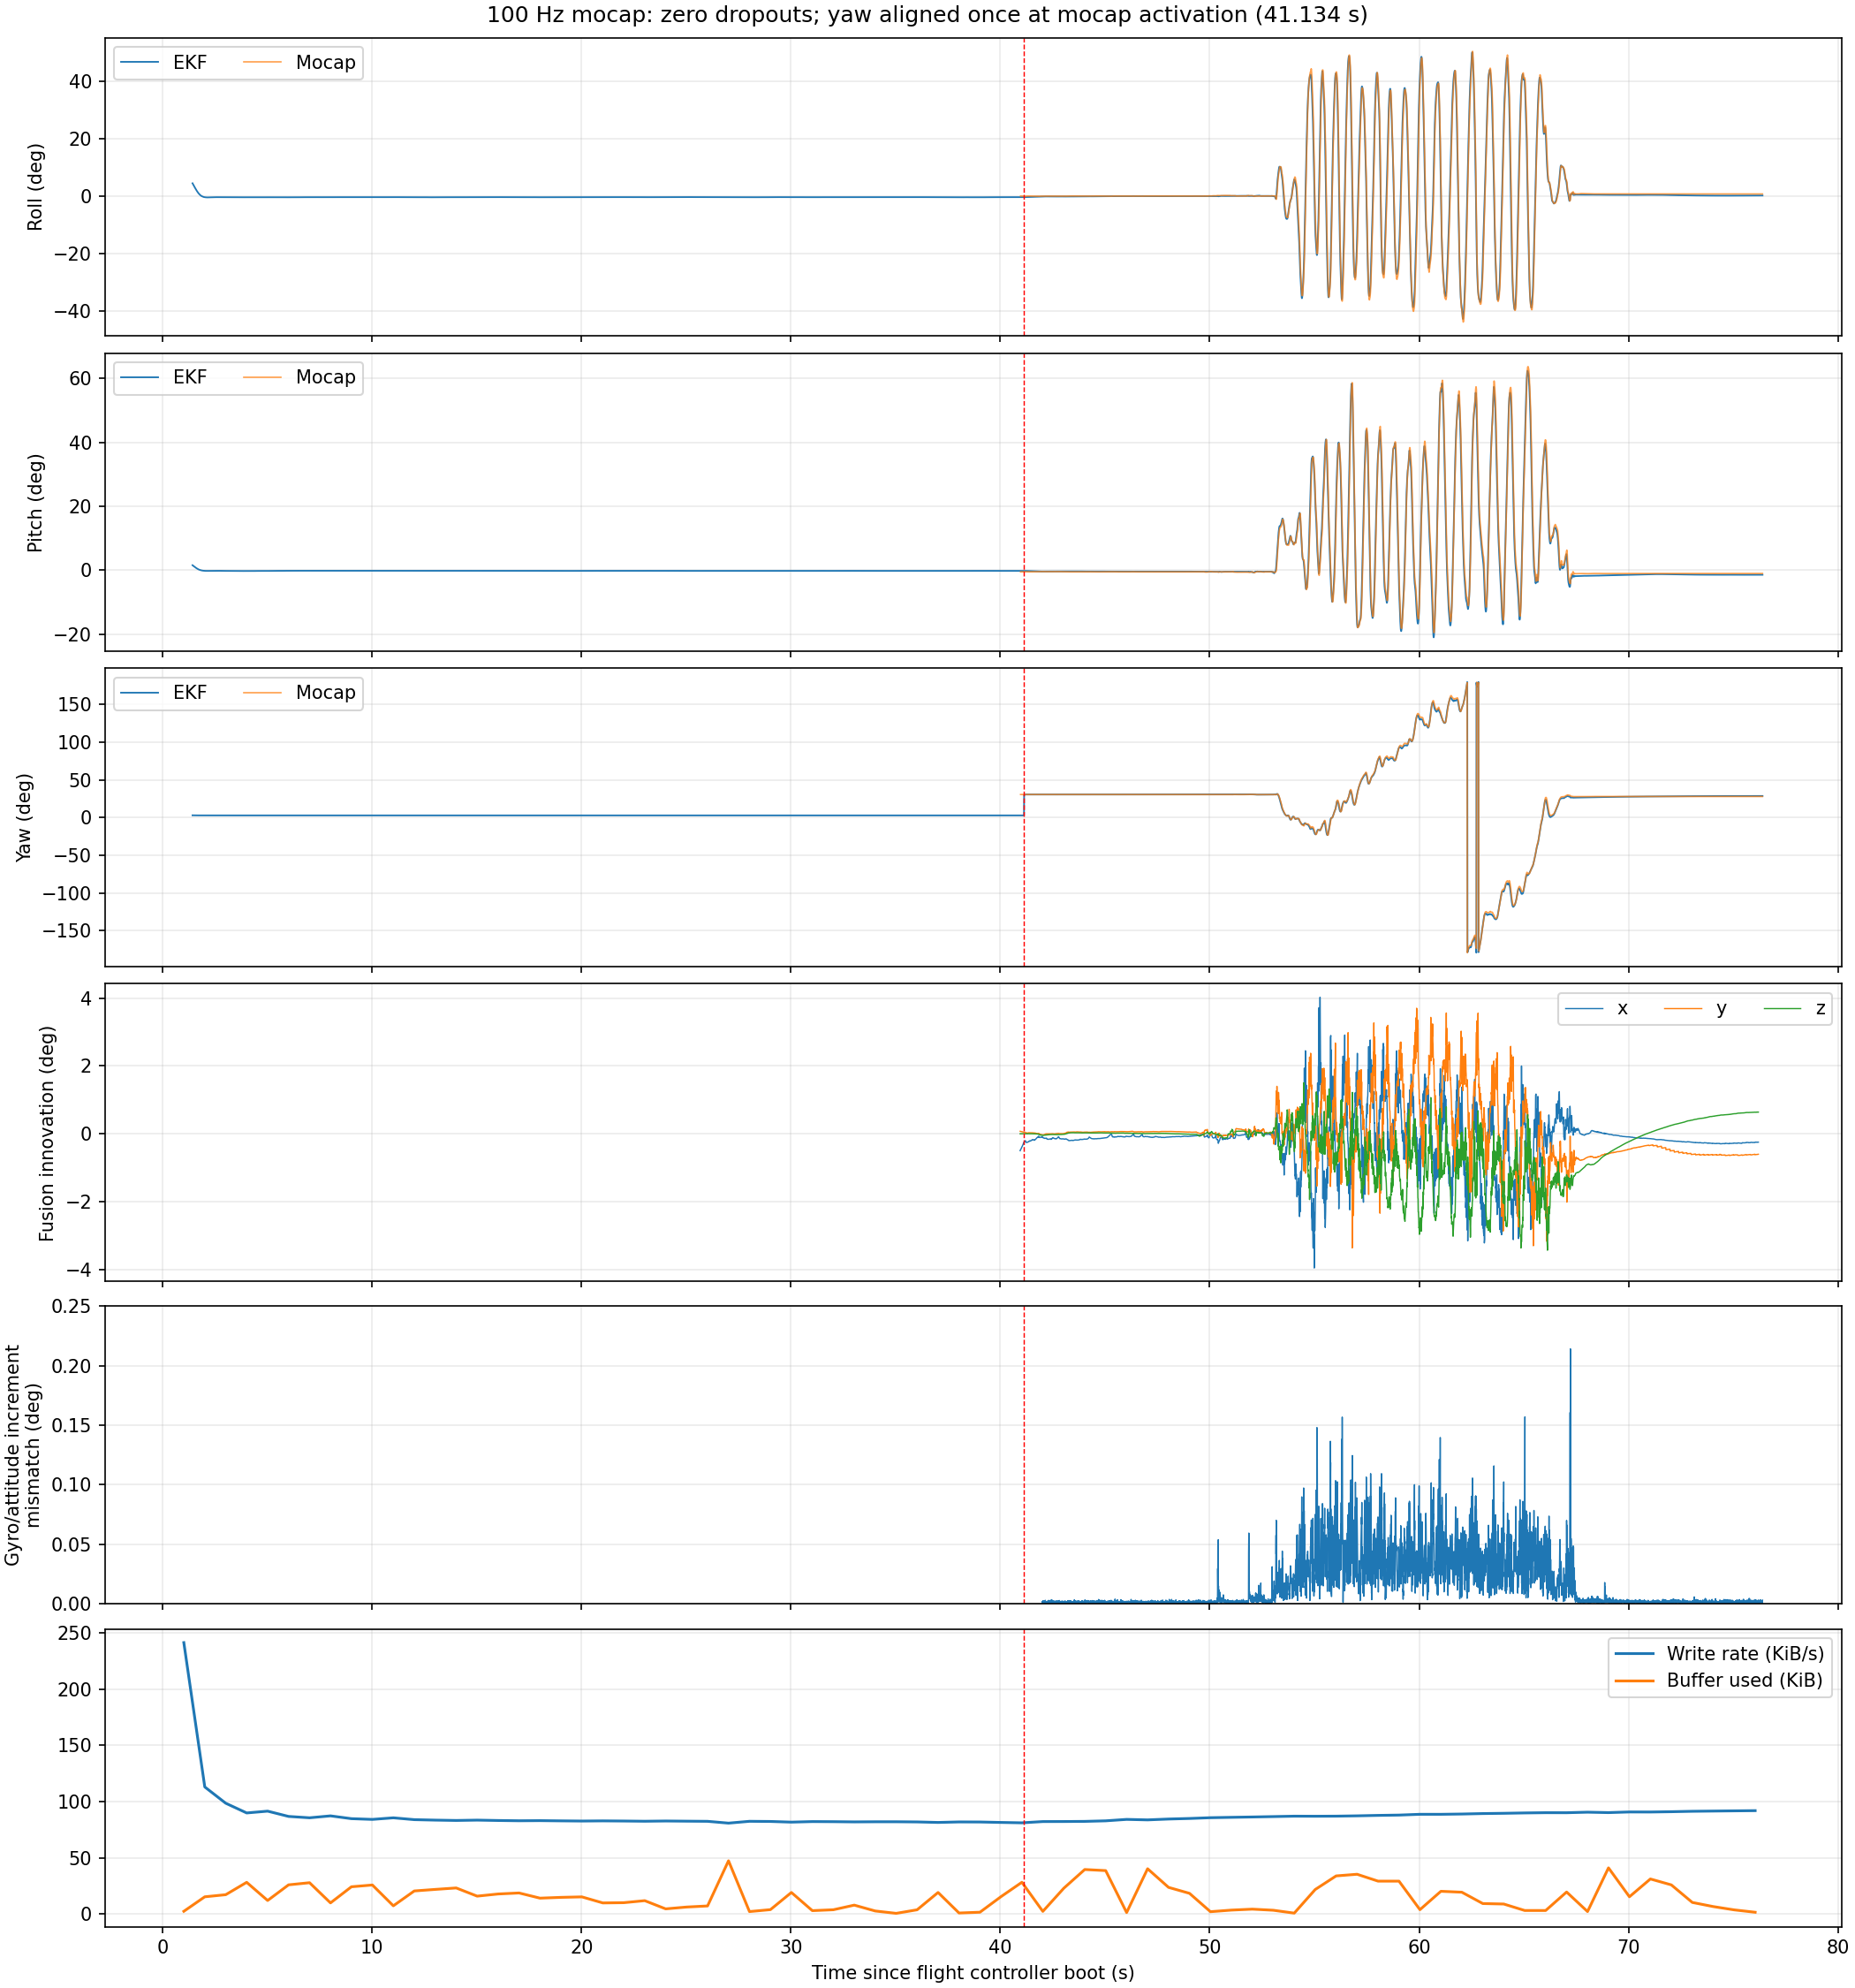 100 Hz mocap: zero dropouts; yaw aligned once at mocap activation (41.134 s)
EKF Mocap
Roll (deg)
40
20
0
−20
−40
EKF Mocap
Pitch (deg)
60
40
20
0
−20
EKF Mocap
Yaw (deg)
150
100
50
0
−50
−100
−150
x y z
Fusion innovation (deg)
4
2
0
−2
−4
Gyro/attitude increment
mismatch (deg)
0.25
0.20
0.15
0.10
0.05
0.00
Write rate (KiB/s)
Buffer used (KiB)
250
200
150
100
50
0
0 10 20 30 40 50 60 70 80
Time since flight controller boot (s)